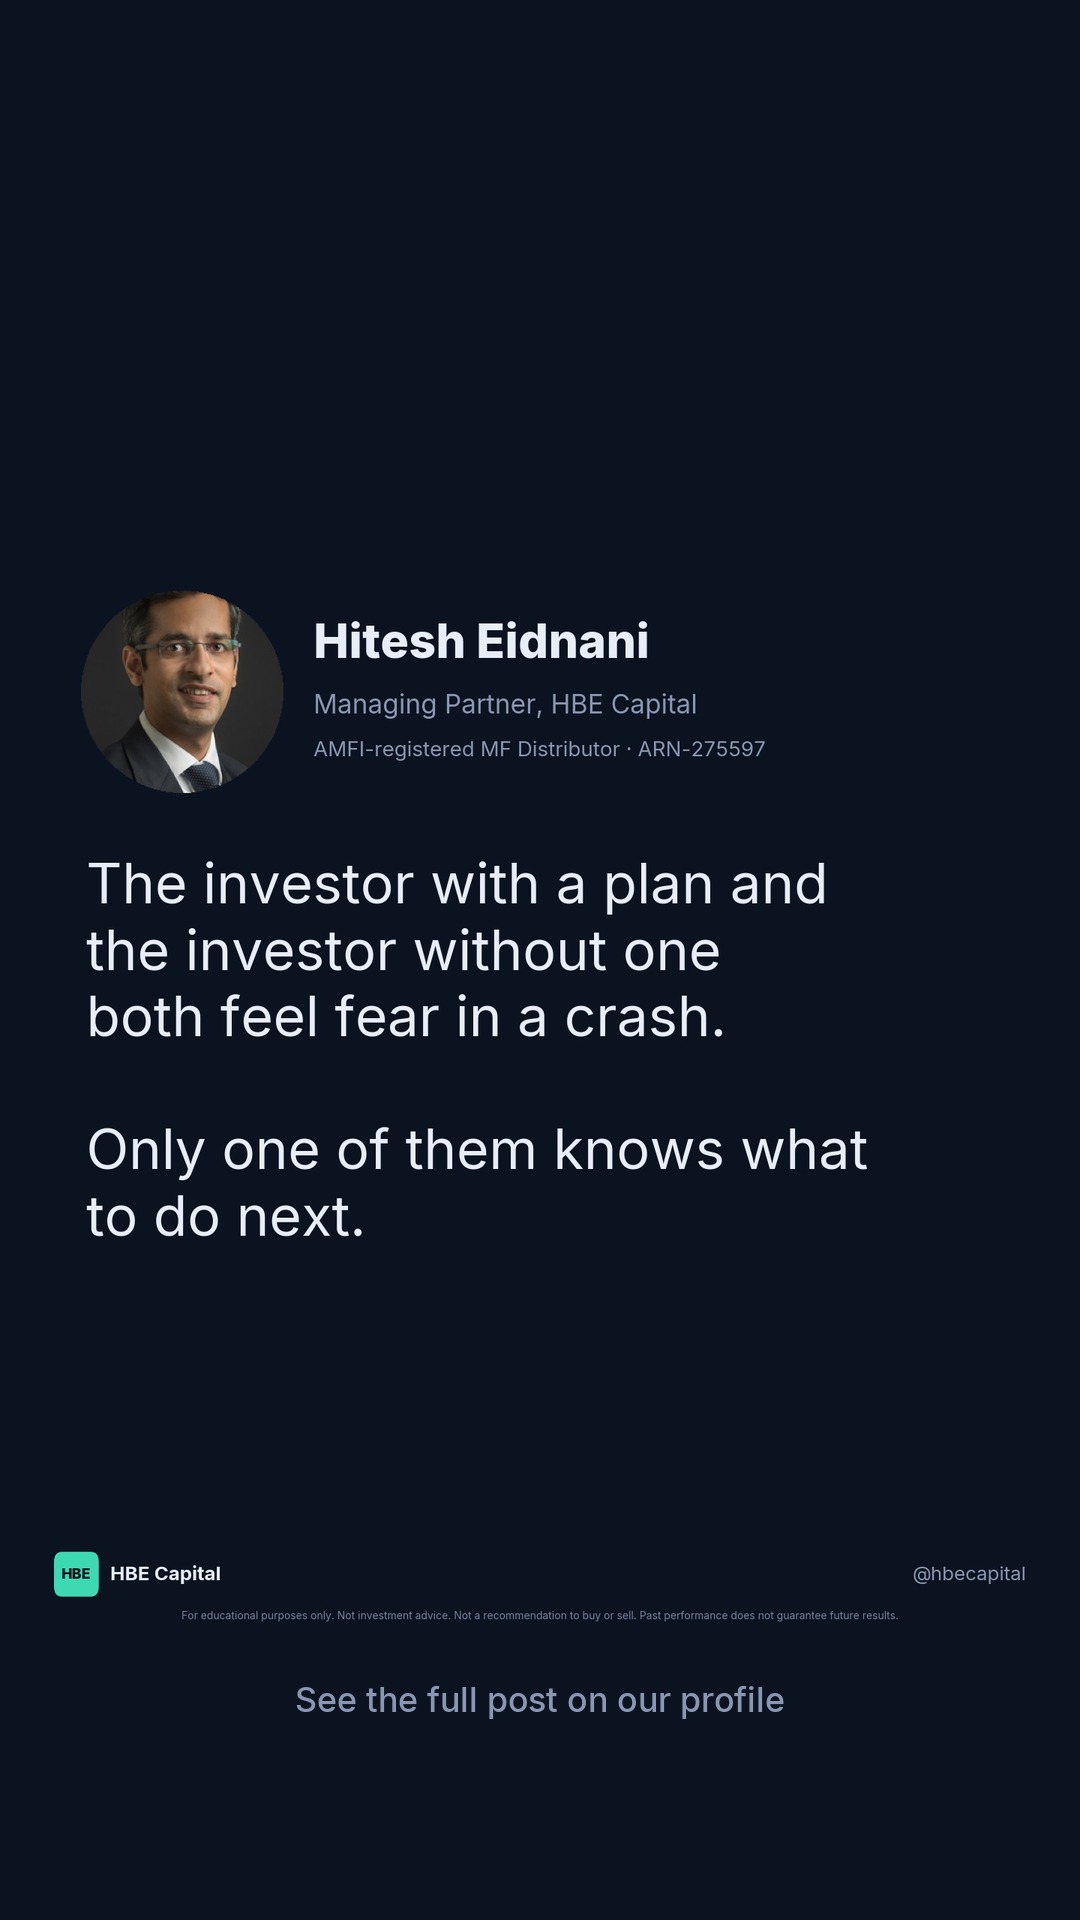 Hitesh Eidnani
Managing Partner, HBE Capital
AMFI-registered MF Distributor · ARN-275597
The investor with a plan and
the investor without one
both feel fear in a crash.
Only one of them knows what
to do next.
HBE HBE Capital @hbecapital
For educational purposes only. Not investment advice. Not a recommendation to buy or sell. Past performance does not guarantee future results.
See the full post on our profile